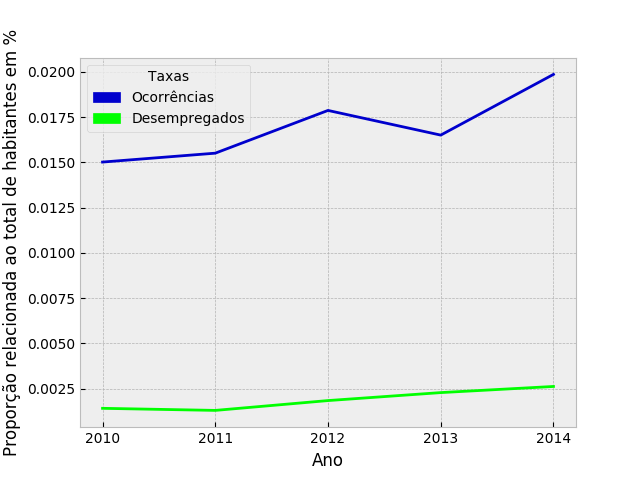 Proporção relacionada ao total de habitantes em %
0.0200
0.0175
0.0150
0.0125
0.0100
0.0075
0.0050
0.0025
Taxas
Ocorrências
Desempregados
2010 2011 2012 2013 2014
Ano